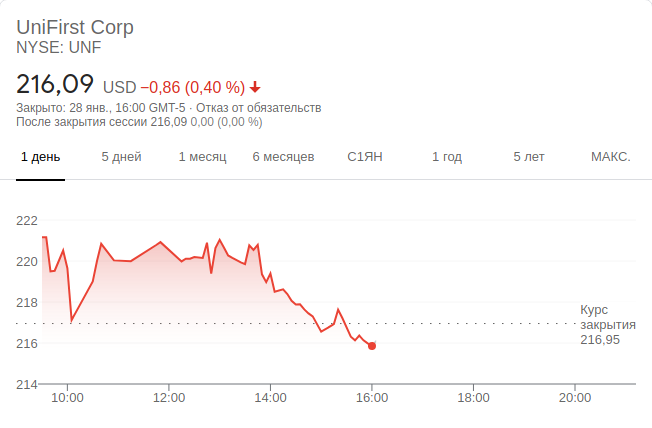 UniFirst Corp
NYSE: UNF
216,09 USD −0,86 (0,40 %)
Закрыто: 28 янв., 16:00 GMT-5 · Отказ от обязательств
После закрытия сессии 216,09 0,00 (0,00 %)
1 день 5 дней 1 месяц 6 месяцев С1ЯН 1 год 5 лет МАКС.
222
220
218
Курс
закрытия
216,95
216
214
10:00 12:00 14:00 16:00 18:00 20:00